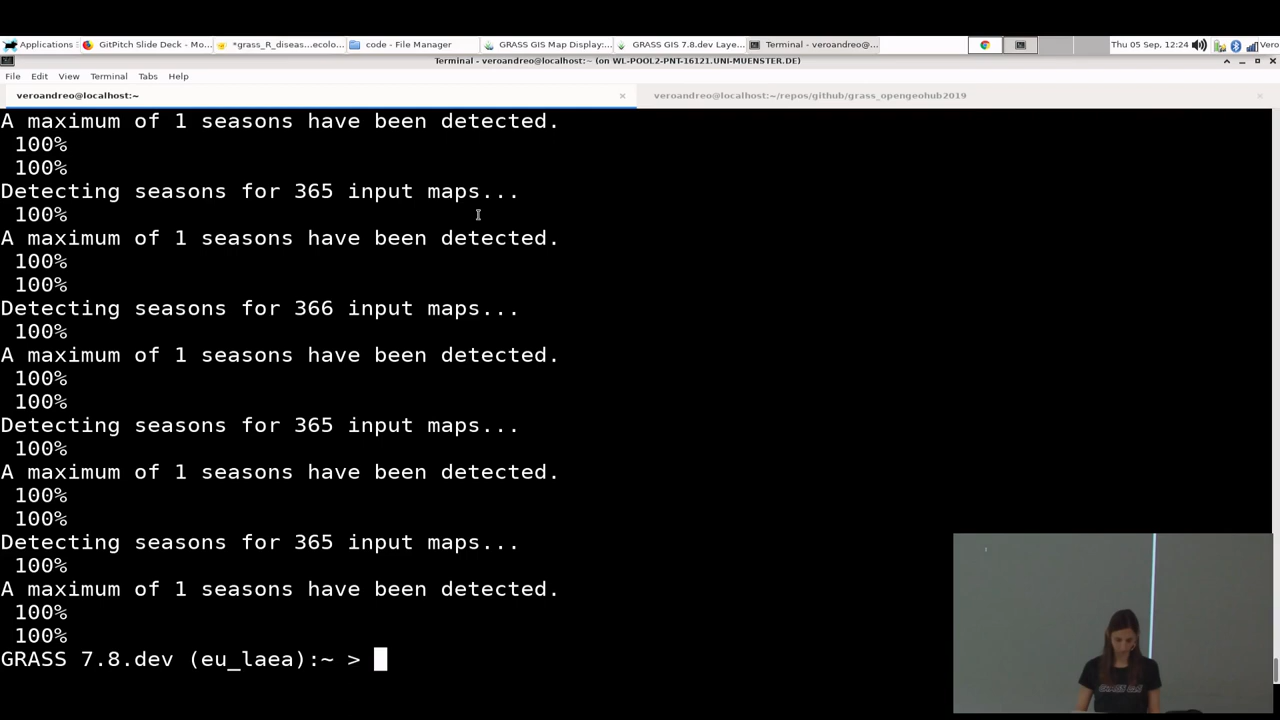 Applications
GitPitch Slide Deck - Mo...
*grass_R_diseas...ecolo...
code - File Manager
GRASS GIS Map Display:...
GRASS GIS 7.8.dev Laye...
Terminal - veroandreo@...
Thu 05 Sep, 12:24
Vero
Terminal - veroandreo@localhost:~ (on WL-POOL2-PNT-16121.UNI-MUENSTER.DE)
File Edit View Terminal Tabs Help
veroandreo@localhost:~
veroandreo@localhost:~/repos/github/grass_opengeohub2019
A maximum of 1 seasons have been detected.
100%
100%
Detecting seasons for 365 input maps...
100%
A maximum of 1 seasons have been detected.
100%
100%
Detecting seasons for 366 input maps...
100%
A maximum of 1 seasons have been detected.
100%
100%
Detecting seasons for 365 input maps...
100%
A maximum of 1 seasons have been detected.
100%
100%
Detecting seasons for 365 input maps...
100%
A maximum of 1 seasons have been detected.
100%
100%
GRASS 7.8.dev (eu_laea):~ >